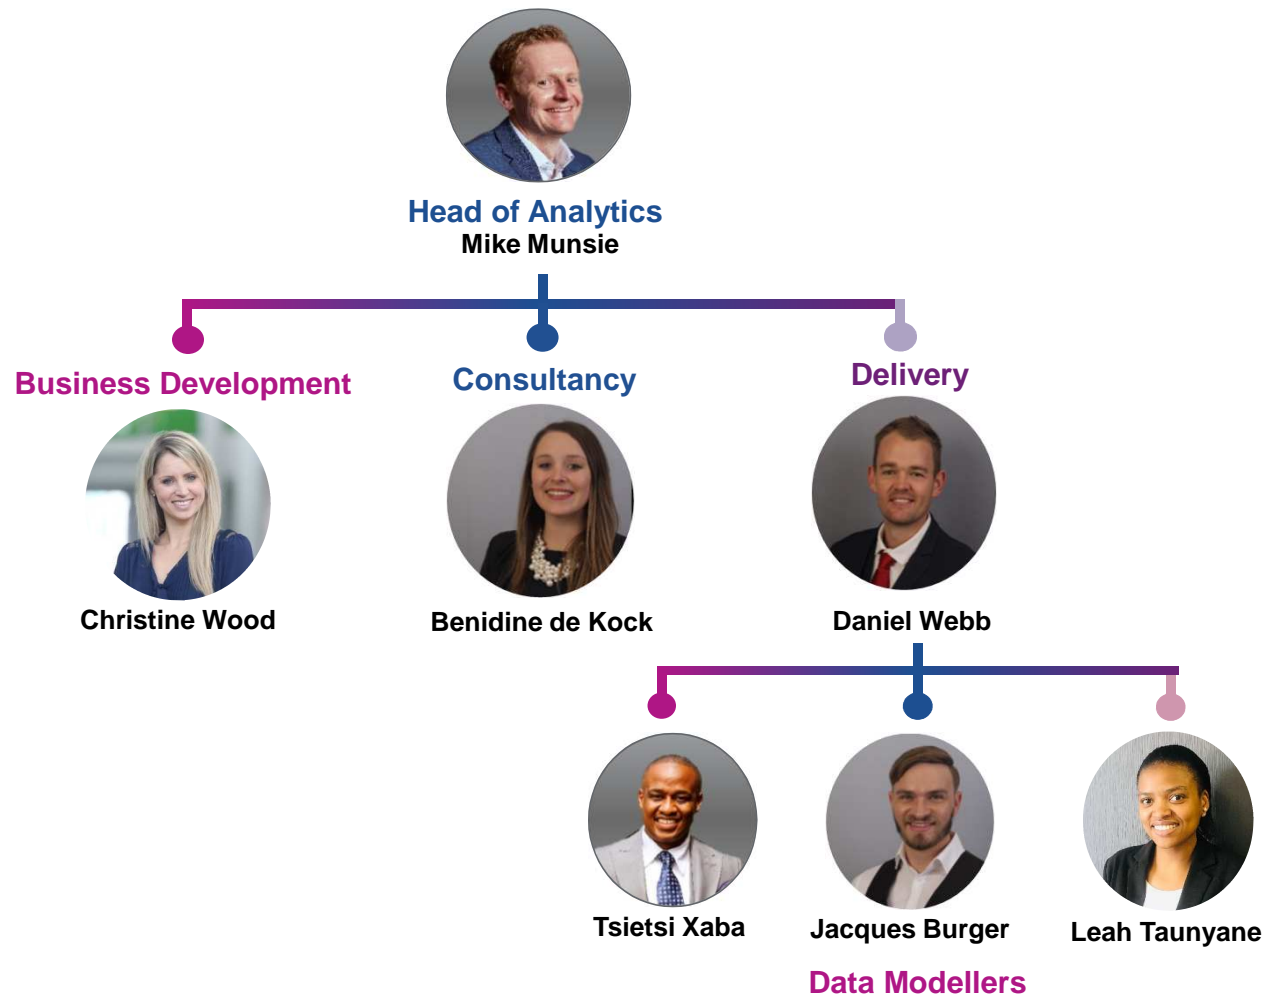 Head of Analytics
Mike Munsie
Business Development
Consultancy
Delivery
Christine Wood
Benidine de Kock
Daniel Webb
Tsietsi Xaba
Jacques Burger
Leah Taunyane
Data Modellers